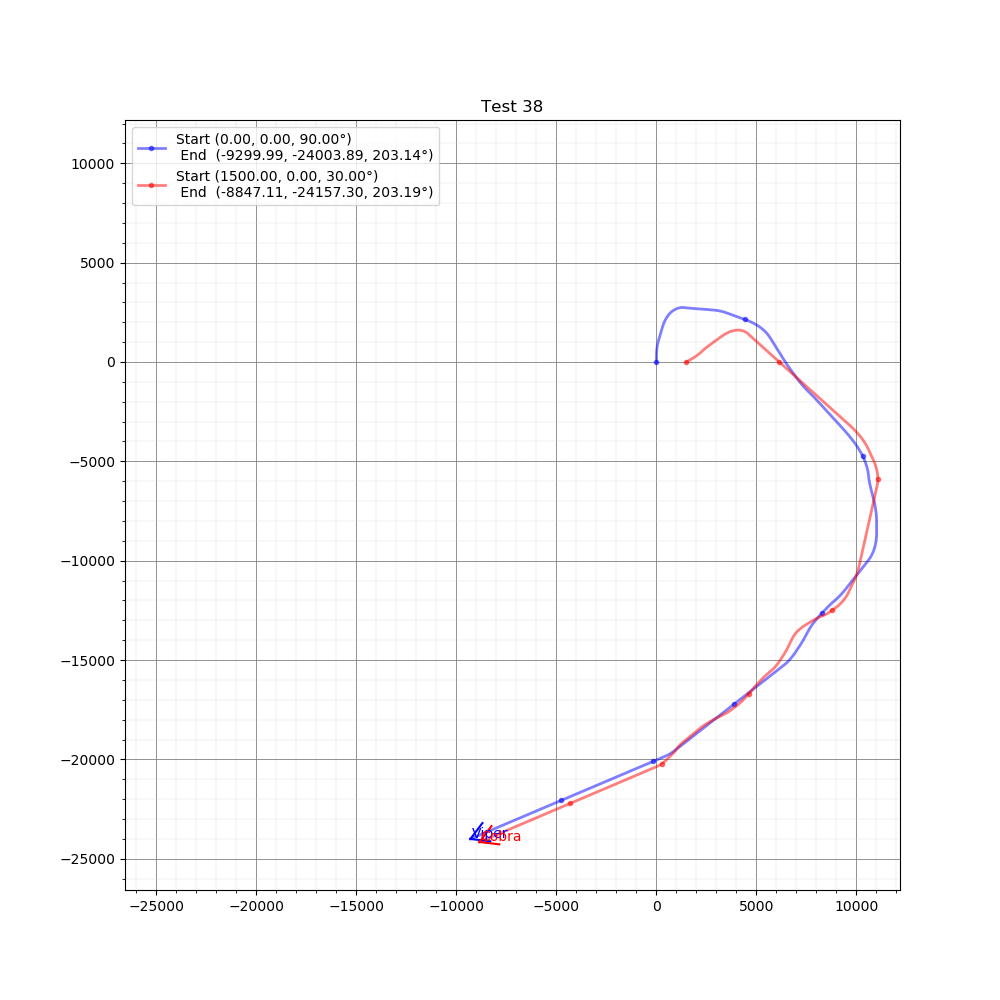 Test 38
Start (0.00, 0.00, 90.00°)
End (-9299.99, -24003.89, 203.14°)
Start (1500.00, 0.00, 30.00°)
End (-8847.11, -24157.30, 203.19°)
10000
5000
0
−5000
−10000
−15000
−20000
−25000
Viper
Cobra
−25000 −20000 −15000 −10000 −5000 0 5000 10000